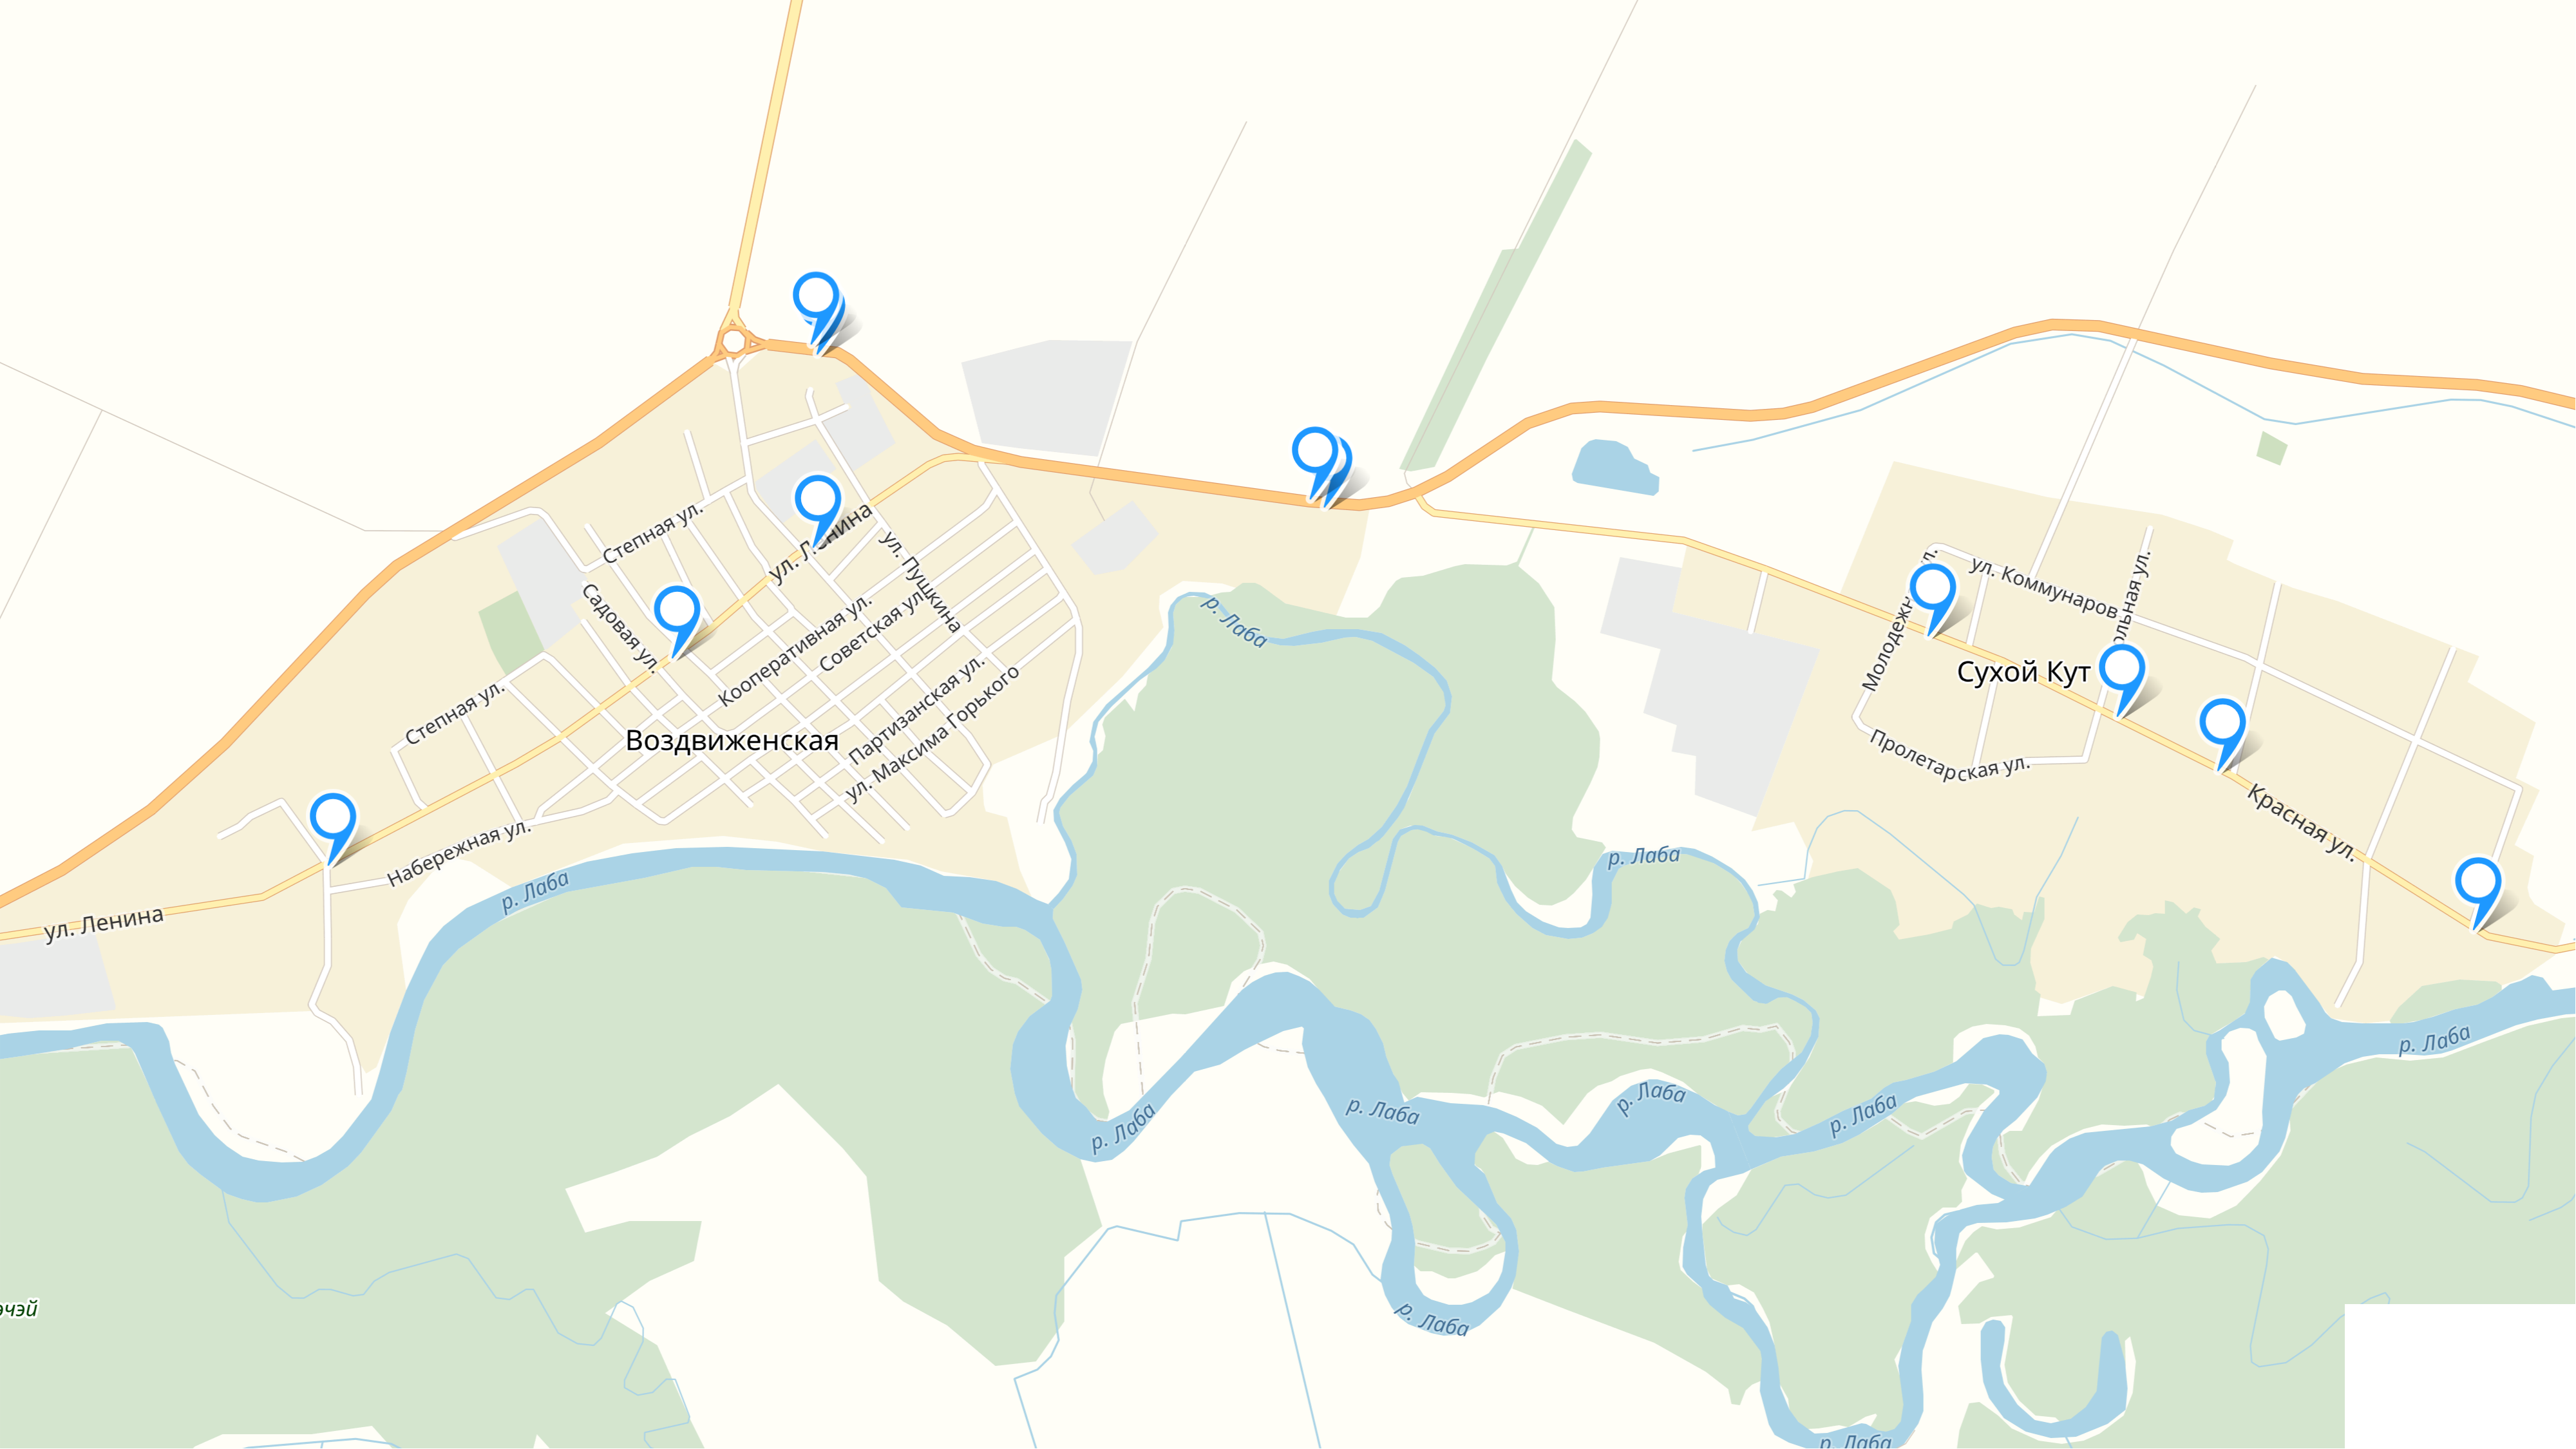 Степная ул.
ул. Ленина
ул. Пушкина
Садовая ул.
Кооперативная ул.
Советская ул.
Партизанская ул.
ул. Максима Горького
Степная ул.
Воздвиженская
Набережная ул.
ул. Ленина
р. Лаба
р. Лаба
ул. Коммунаров
Сухой Кут
Пролетарская ул.
Красная ул.
р. Лаба
р. Лаба
р. Лаба
р. Лаба
р. Лаба
р. Лаба
р. Лаба
р. Лаба